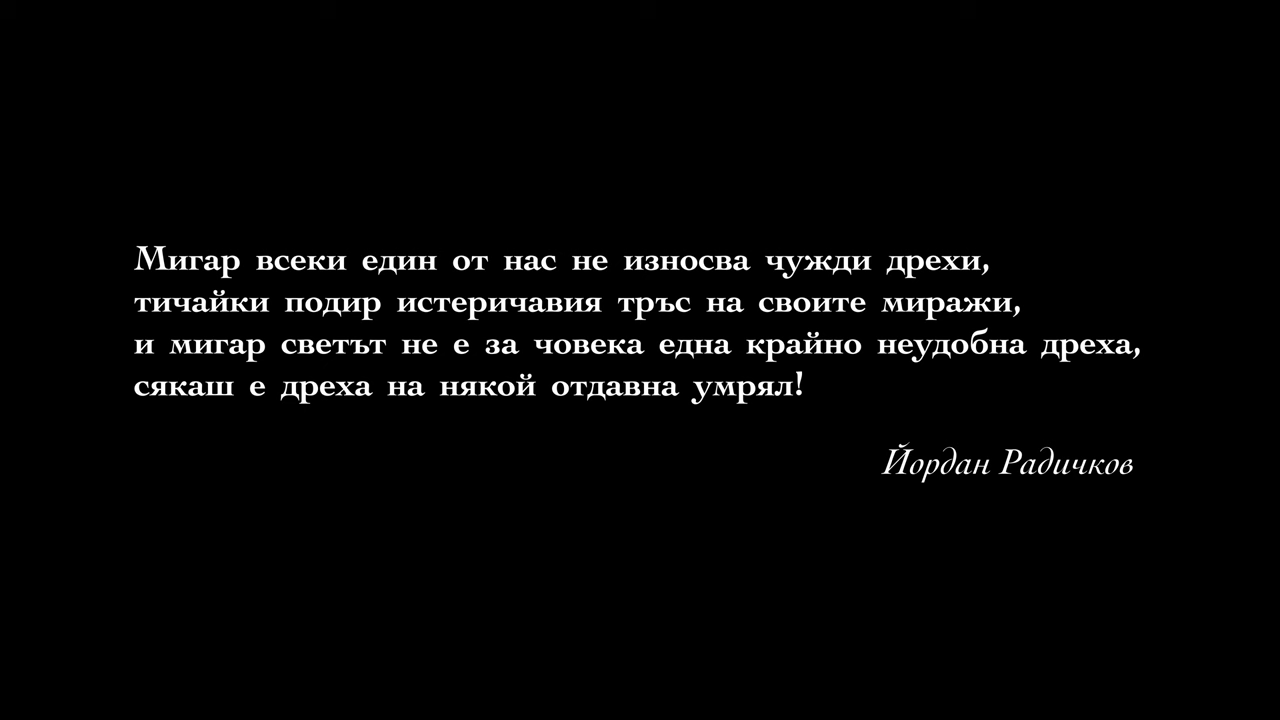 Мигар всеки един от нас не износва чужди дрехи,
тичайки подир истеричавия тръс на своите миражи,
и мигар светът не е за човека една крайно неудобна дреха,
сякаш е дреха на някой отдавна умрял!
Йордан Радичков